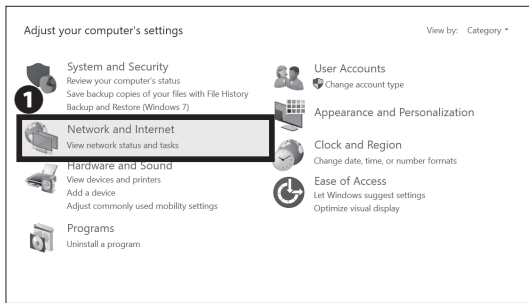 Adjust your computer's settings
View by: Category
System and Security
Review your computer's status
Save backup copies of your files with File History
Backup and Restore (Windows 7)
1
Network and Internet
View network status and tasks
Hardware and Sound
View devices and printers
Add a device
Adjust commonly used mobility settings
Programs
Uninstall a program
User Accounts
Change account type
Appearance and Personalization
Clock and Region
Change date, time, or number formats
Ease of Access
Let Windows suggest settings
Optimize visual display